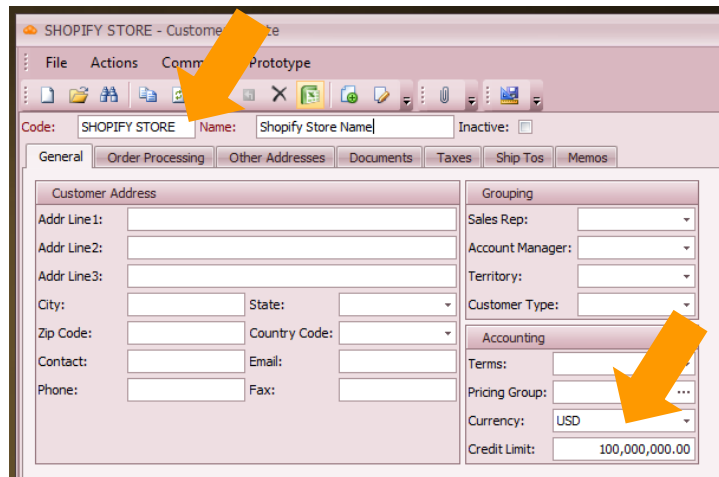 SHOPIFY STORE - Custome
File Actions Comm Prototype
Code: SHOPIFY STORE Name: Shopify Store Name Inactive:
General Order Processing Other Addresses Documents Taxes Ship Tos Memos
Customer Address
Addr Line1:
Addr Line2:
Addr Line3:
City: State:
Zip Code: Country Code:
Contact: Email:
Phone: Fax:
Grouping
Sales Rep:
Account Manager:
Territory:
Customer Type:
Accounting
Terms:
Pricing Group:
Currency: USD
Credit Limit: 100,000,000.00